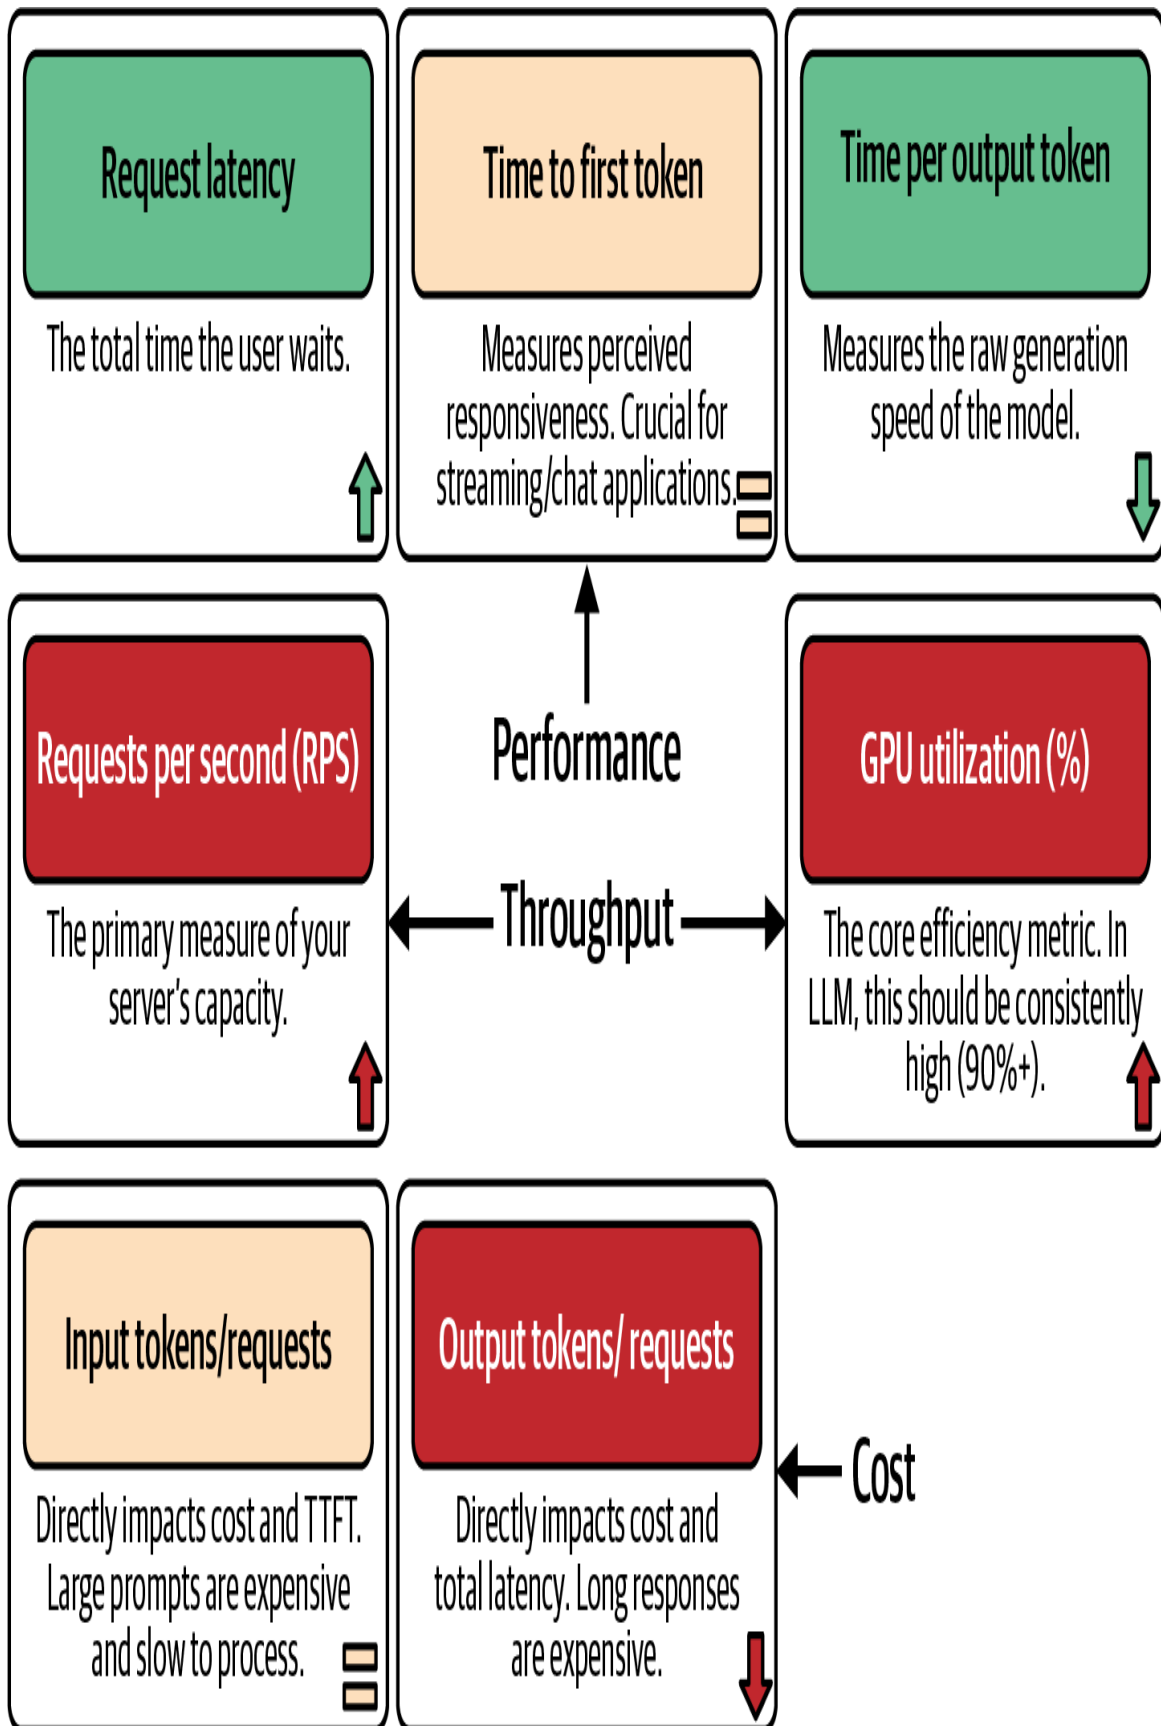 Request latency
The total time the user waits.
Time to first token
Measures perceived
responsiveness. Crucial for
streaming/chat applications.
Time per output token
Measures the raw generation
speed of the model.
Performance
Requests per second (RPS)
The primary measure of your
server's capacity.
Throughput
GPU utilization (%)
The core efficiency metric. In
LLM, this should be consistently
high (90%+).
Input tokens/requests
Directly impacts cost and TTFT.
Large prompts are expensive
and slow to process.
Output tokens/ requests
Directly impacts cost and
total latency. Long responses
are expensive.
Cost